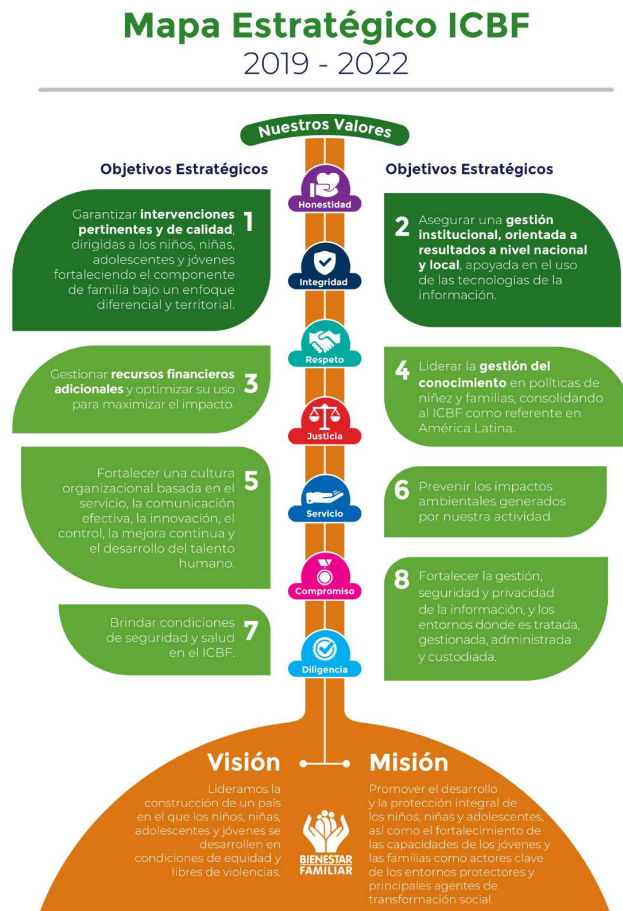 Mapa Estratégico ICBF
2019 - 2022
Nuestros Valores
Objetivos Estratégicos
Objetivos Estratégicos
Honestidad
Garantizar intervenciones
pertinentes y de calidad,
dirigidas a los niños, niñas,
adolescentes y jóvenes
fortaleciendo el componente
de familia bajo un enfoque
diferencial y territorial.
1
2
Asegurar una gestión
institucional, orientada a
resultados a nivel nacional
y local, apoyada en el uso
de las tecnologías de la
información.
Integridad
Respeto
Gestionar recursos financieros
adicionales y optimizar su uso
para maximizar el impacto.
3
4
Liderar la gestión del
conocimiento en políticas de
niñez y familias, consolidando
al ICBF como referente en
América Latina.
Justicia
Fortalecer una cultura
organizacional basada en el
servicio, la comunicación
efectiva, la innovación, el
control, la mejora continua y
el desarrollo del talento
humano.
5
6
Prevenir los impactos
ambientales generados
por nuestra actividad.
Servicio
Compromiso
Brindar condiciones
de seguridad y salud
en el ICBF.
7
8
Fortalecer la gestión,
seguridad y privacidad
de la información, y los
entornos donde es tratada,
gestionada, administrada
y custodiada.
Diligencia
Visión
Lideramos la
construcción de un país
en el que los niños, niñas,
adolescentes y jóvenes se
desarrollen en
condiciones de equidad y
libres de violencias.
BIENESTAR
FAMILIAR
Misión
Promover el desarrollo
y la protección integral de
los niños, niñas y adolescentes,
así como el fortalecimiento de
las capacidades de los jóvenes y
las familias como actores clave
de los entornos protectores y
principales agentes de
transformación social.